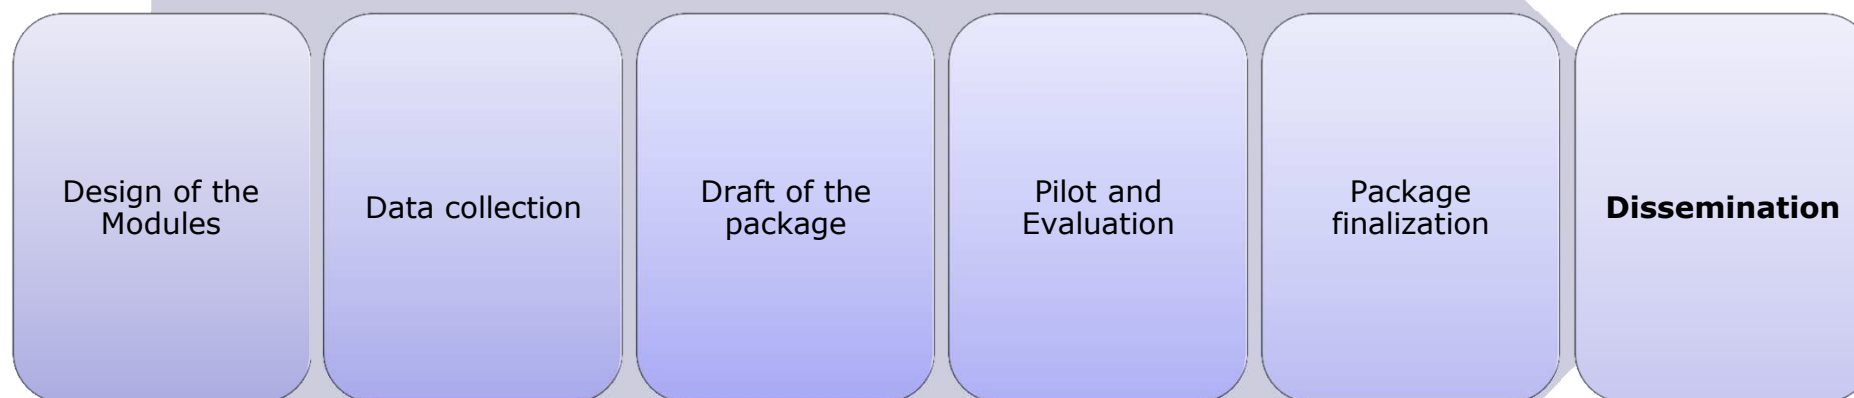 Design of the
Modules
Data collection
Draft of the
package
Pilot and
Evaluation
Package
finalization
Dissemination